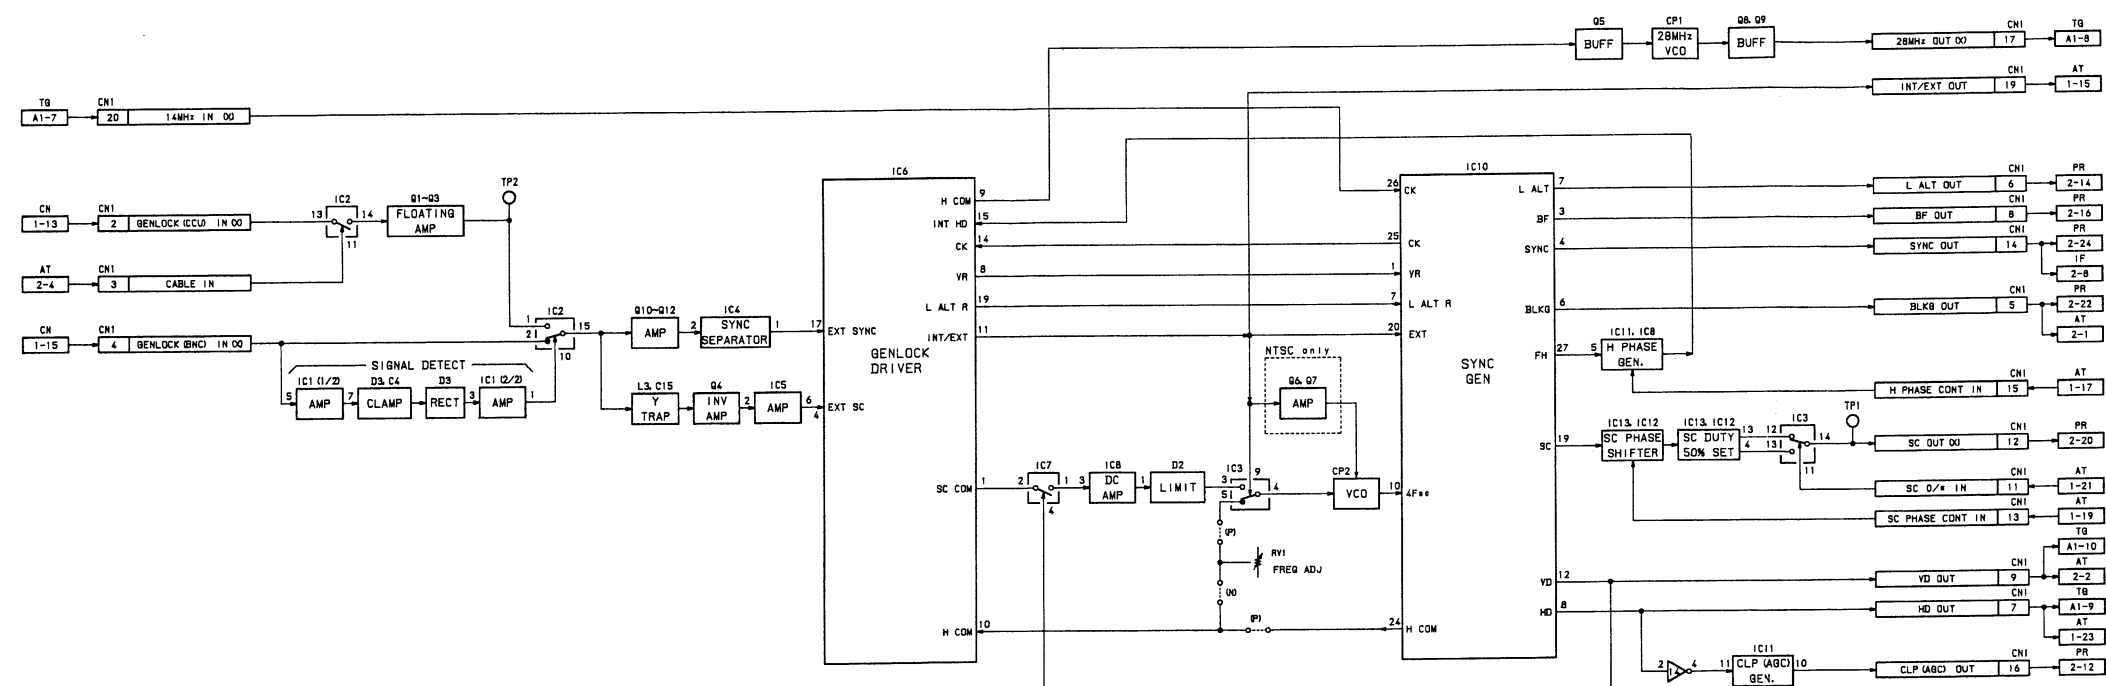 Q5
CP1
Q8, Q9
CN1
TG
BUFF
28MHz VCO
BUFF
28MHz OUT (X)
17
A1-8
CN1
AT
INT/EXT OUT
19
1-15
TG
CN1
A1-7
20
14MHz IN (X)
IC6
IC10
CN
CN1
1-13
2
GENLOCK (CCU) IN (X)
13
IC2
14
11
Q1~Q3
FLOATING AMP
TP2
AT
CN1
2-4
3
CABLE IN
CN
CN1
1-15
4
GENLOCK (BNC) IN (X)
IC2
1
2
15
10
SIGNAL DETECT
IC1 (1/2)
D3, C4
D3
IC1 (2/2)
5
AMP
7
CLAMP
RECT
3
AMP
1
Q10~Q12
AMP
2
IC4
SYNC SEPARATOR
1
L3, C15
Y TRAP
Q4
INV AMP
2
IC5
AMP
6
4
17
EXT SYNC
EXT SC
GENLOCK DRIVER
H COM
9
INT HD
15
CK
14
VR
8
L ALT R
19
INT/EXT
11
SC COM
1
H COM
10
IC7
2
1
4
3
IC8
DC AMP
1
D2
LIMIT
IC3
3
5
9
4
NTSC only
Q6, Q7
AMP
CP2
VCO
(P)
RV1
FREQ ADJ
(N)
(P)
26
CK
25
CK
1
VR
7
L ALT R
20
EXT
SYNC GEN
10
4Fsc
24
H COM
L ALT
7
BF
3
SYNC
4
BLKG
6
FH
27
SC
19
VD
12
HD
8
IC11, IC8
5
H PHASE GEN.
IC13, IC12
SC PHASE SHIFTER
IC13, IC12
SC DUTY 50% SET
13
4
12
13
IC3
14
11
TP1
2
14
4
11
IC11
CLP (AGC) GEN.
10
CN1
PR
L ALT OUT
6
2-14
CN1
PR
BF OUT
8
2-16
CN1
PR
SYNC OUT
14
2-24
IF
2-8
CN1
PR
BLKG OUT
5
2-22
AT
2-1
CN1
AT
H PHASE CONT IN
15
1-17
CN1
PR
SC OUT (X)
12
2-20
CN1
AT
SC 0/π IN
11
1-21
CN1
AT
SC PHASE CONT IN
13
1-19
TG
A1-10
CN1
AT
VD OUT
9
2-2
CN1
TG
HD OUT
7
A1-9
AT
1-23
CN1
PR
CLP (AGC) OUT
16
2-12